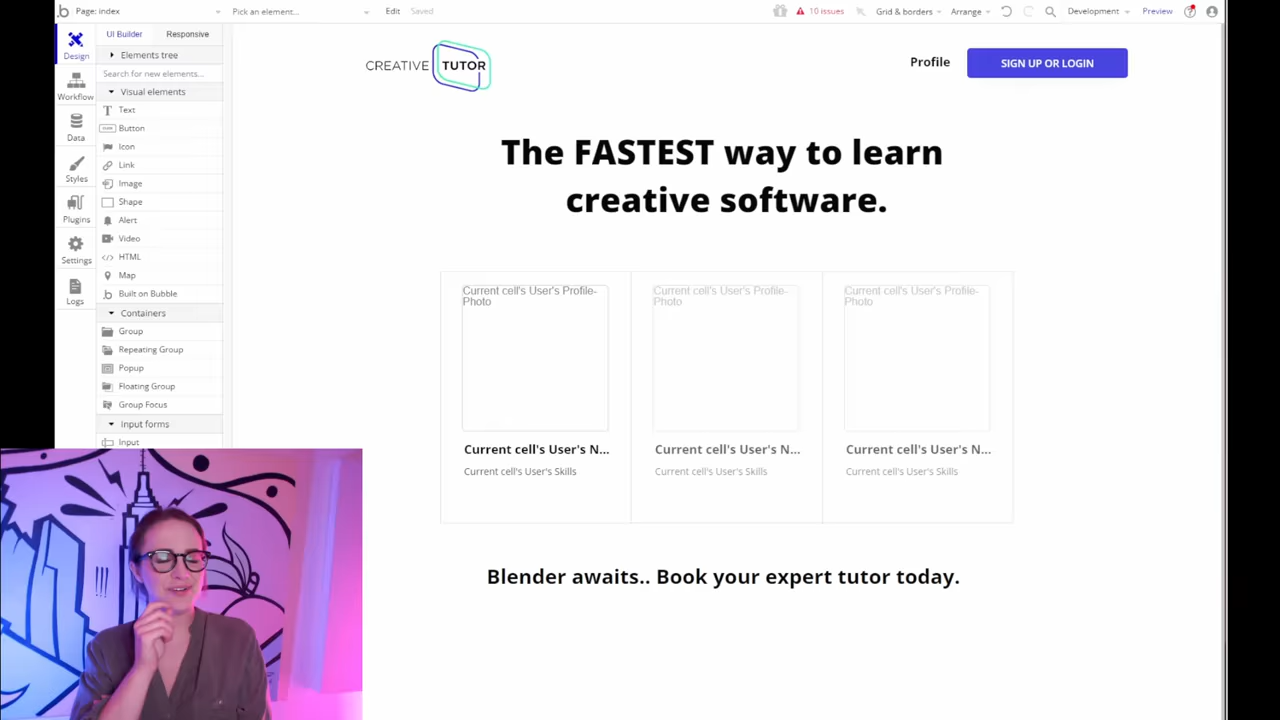 Page: index
Pick an element...
Edit
Saved
10 issues
Grid & borders
Arrange
Development
Preview
UI Builder
Responsive
Design
Workflow
Data
Styles
Plugins
Settings
Logs
Elements tree
Search for new elements...
Visual elements
Text
Button
Icon
Link
Image
Shape
Alert
Video
HTML
Map
Built on Bubble
Containers
Group
Repeating Group
Popup
Floating Group
Group Focus
Input forms
Input
CREATIVE TUTOR
Profile
SIGN UP OR LOGIN
The FASTEST way to learn
creative software.
Current cell's User's Profile-
Photo
Current cell's User's N...
Current cell's User's Skills
Current cell's User's Profile-
Photo
Current cell's User's N...
Current cell's User's Skills
Current cell's User's Profile-
Photo
Current cell's User's N...
Current cell's User's Skills
Blender awaits.. Book your expert tutor today.